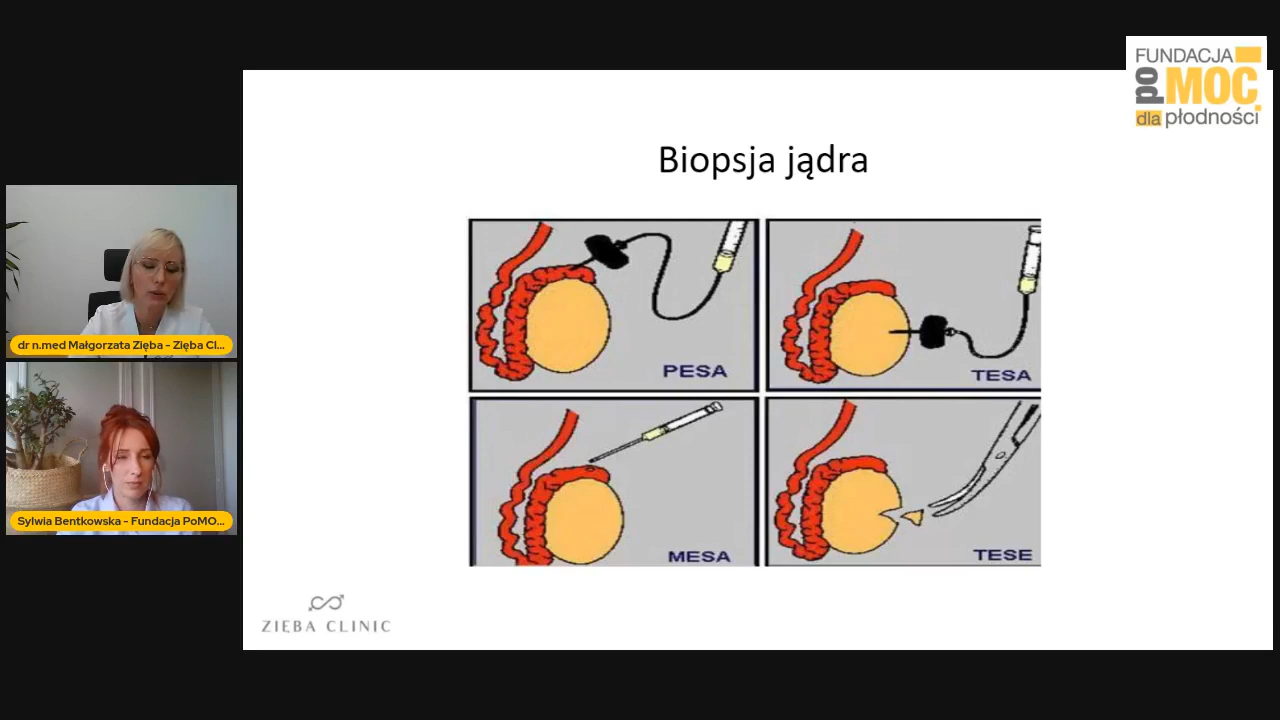 FUNDACJA
po MOC
dla płodności
Biopsja jądra
PESA
TESA
MESA
TESE
ZIĘBA CLINIC
dr n.med Małgorzata Zięba - Zięba Cl...
Sylwia Bentkowska - Fundacja PoMO...